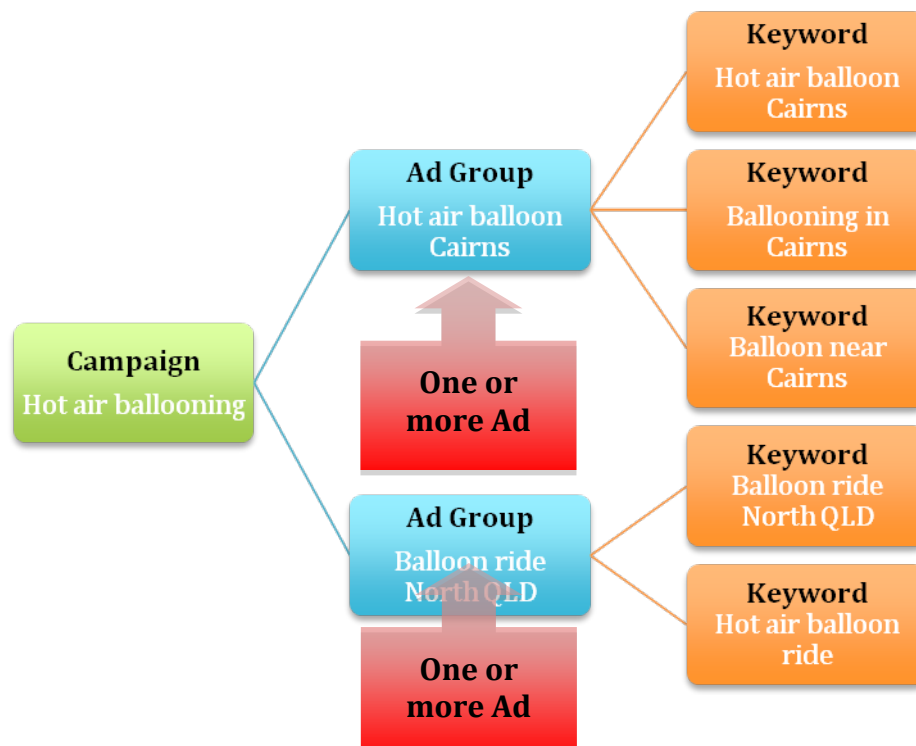 Campaign
Hot air ballooning
Ad Group
Hot air balloon
Cairns
One or
more Ad
Ad Group
Balloon ride
North QLD
One or
more Ad
Keyword
Hot air balloon
Cairns
Keyword
Ballooning in
Cairns
Keyword
Balloon near
Cairns
Keyword
Balloon ride
North QLD
Keyword
Hot air balloon
ride